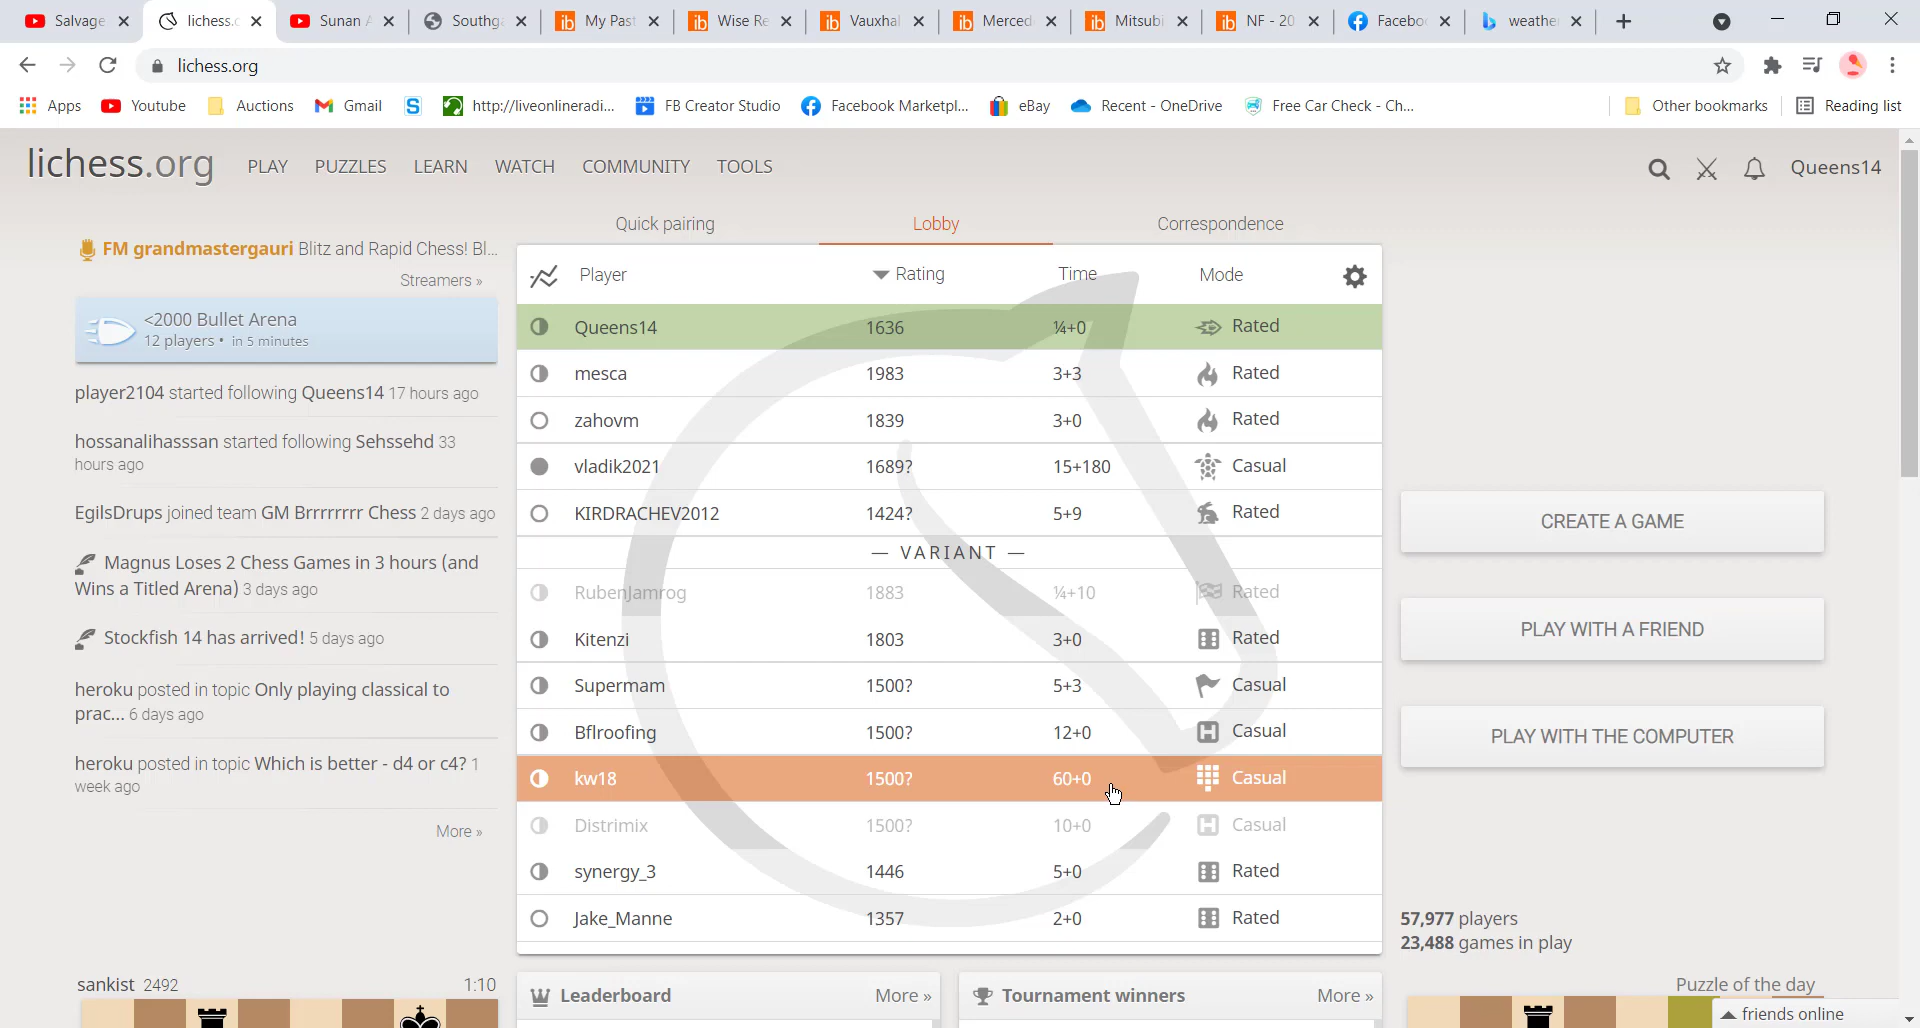 Salvage
lichess.c
Sunan A
Southga
My Past
Wise Re
Vauxhal
Merced
Mitsubi
NF - 20
Facebo
weathe
lichess.org
Apps
Youtube
Auctions
Gmail
http://liveonlineradi...
FB Creator Studio
Facebook Marketpl...
eBay
Recent - OneDrive
Free Car Check - Ch...
Other bookmarks
Reading list
lichess.org
PLAY
PUZZLES
LEARN
WATCH
COMMUNITY
TOOLS
Queens14
Quick pairing
Lobby
Correspondence
FM grandmastergauri Blitz and Rapid Chess! Bl...
Streamers »
<2000 Bullet Arena
12 players • in 5 minutes
player2104 started following Queens14 17 hours ago
hossanalihasssan started following Sehssehd 33
hours ago
EgilsDrups joined team GM Brrrrrrr Chess 2 days ago
Magnus Loses 2 Chess Games in 3 hours (and
Wins a Titled Arena) 3 days ago
Stockfish 14 has arrived! 5 days ago
heroku posted in topic Only playing classical to
prac... 6 days ago
heroku posted in topic Which is better - d4 or c4? 1
week ago
More »
Player Rating Time Mode
Queens14 1636 ¼+0 Rated
mesca 1983 3+3 Rated
zahovm 1839 3+0 Rated
vladik2021 1689? 15+180 Casual
KIRDRACHEV2012 1424? 5+9 Rated
— VARIANT —
RubenJamrog 1883 ¼+10 Rated
Kitenzi 1803 3+0 Rated
Supermam 1500? 5+3 Casual
Bflroofing 1500? 12+0 Casual
kw18 1500? 60+0 Casual
Distrimix 1500? 10+0 Casual
synergy_3 1446 5+0 Rated
Jake_Manne 1357 2+0 Rated
CREATE A GAME
PLAY WITH A FRIEND
PLAY WITH THE COMPUTER
57,977 players
23,488 games in play
sankist 2492 1:10
Leaderboard More »
Tournament winners More »
Puzzle of the day
friends online